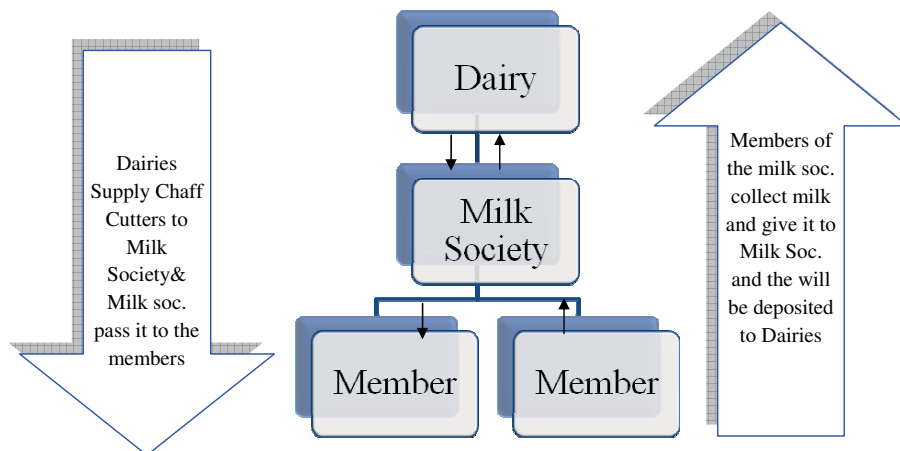 Dairies
Supply Chaff
Cutters to
Milk
Society&
Milk soc.
pass it to the
members
Dairy
Milk
Society
Member
Member
Members of
the milk soc.
collect milk
and give it to
Milk Soc.
and the will
be deposited
to Dairies